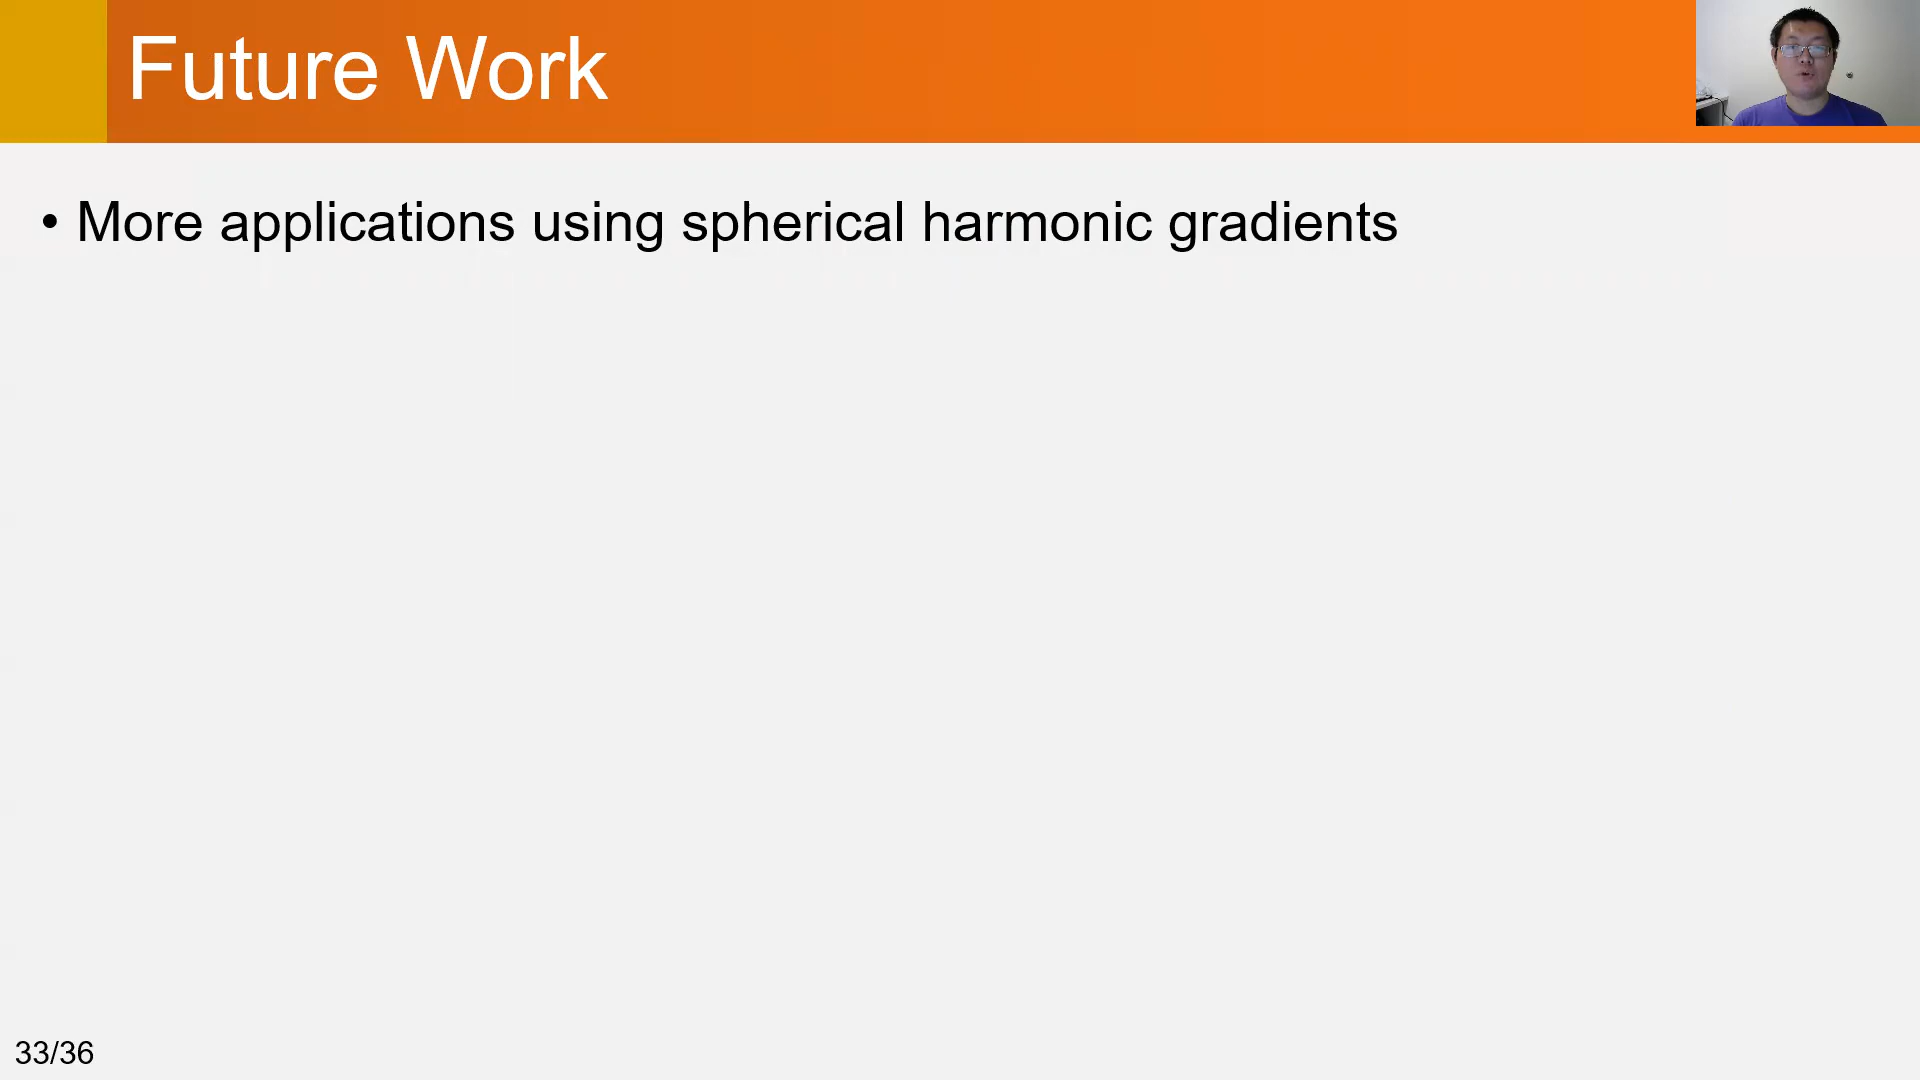 Future Work
• More applications using spherical harmonic gradients
33/36